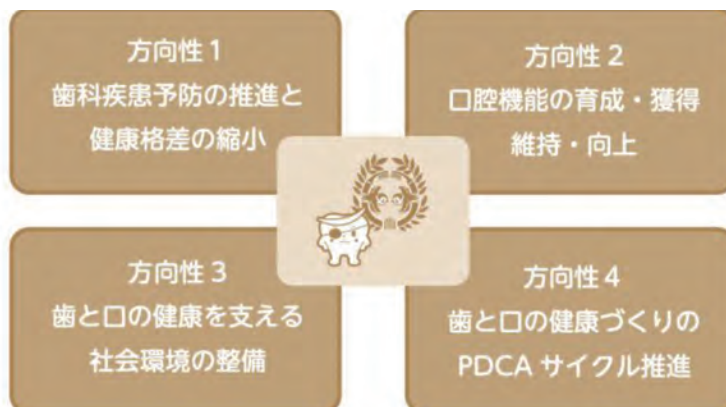 方向性 1
歯科疾患予防の推進と
健康格差の縮小
方向性 2
口腔機能の育成・獲得
維持・向上
方向性 3
歯と口の健康を支える
社会環境の整備
方向性 4
歯と口の健康づくりの
PDCA サイクル推進